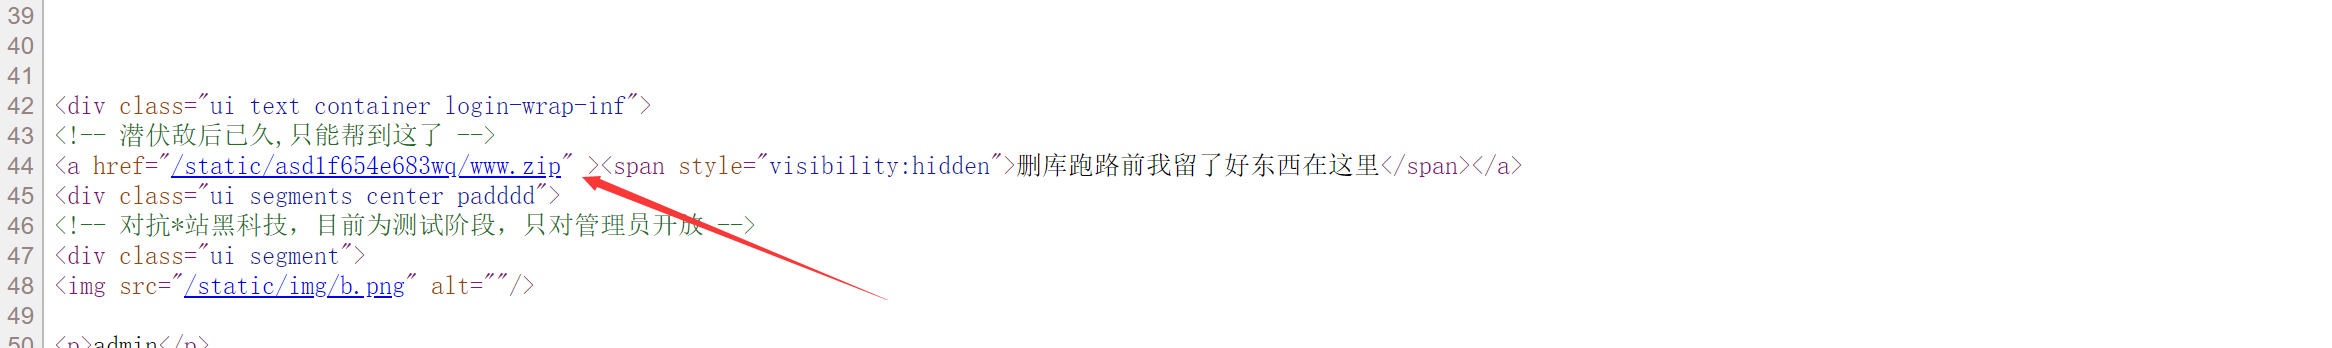 39
40
41
42 <div class="ui text container login-wrap-inf">
43 <!-- 潜伏敌后已久,只能帮到这了 -->
44 <a href="/static/asd1f654e683wq/www.zip" ><span style="visibility:hidden">删库跑路前我留了好东西在这里</span></a>
45 <div class="ui segments center padddd">
46 <!-- 对抗*站黑科技，目前为测试阶段，只对管理员开放 -->
47 <div class="ui segment">
48 <img src="/static/img/b.png" alt=""/>
49
50 <p>admin</p>